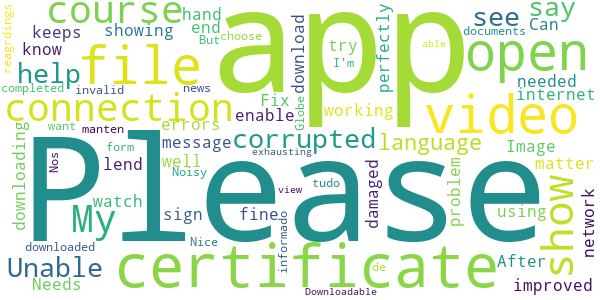 course
hand
end
But
app
say
see
open
Can
keeps
showing
know
choose
I'm
try
download
perfectly
able
documents
reagrdings
file
help
needed
internet
completed
invalid
news
Fix
enable
working
Globe
connection
video
want
manten
errors
message
corrupted
language
Image
matter
form
lend
well
Noisy
exhausting
damaged
problem
using
network
downloading
Nos
Please
watch
view
tudo
My
sign
fine
show
downloaded
Nice
informado
de
After
Unable
certificate
Needs
improved
Downloadable